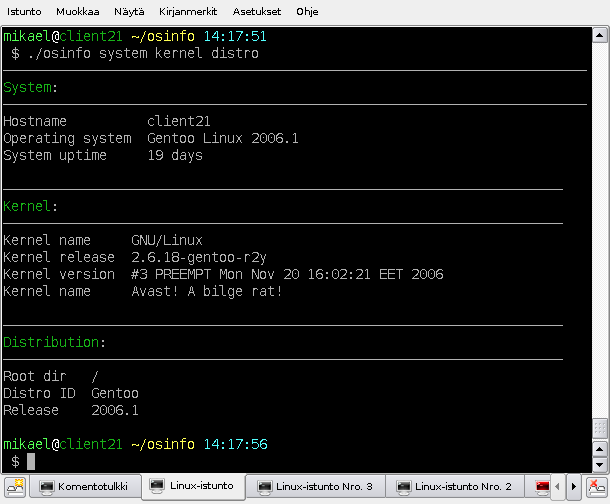 Istunto Muokkaa Näytä Kirjanmerkit Asetukset Ohje
mikael@client21 ~/osinfo 14:17:51
$ ./osinfo system kernel distro
System:
Hostname client21
Operating system Gentoo Linux 2006.1
System uptime 19 days
Kernel:
Kernel name GNU/Linux
Kernel release 2.6.18-gentoo-r2y
Kernel version #3 PREEMPT Mon Nov 20 16:02:21 EET 2006
Kernel name Avast! A bilge rat!
Distribution:
Root dir /
Distro ID Gentoo
Release 2006.1
mikael@client21 ~/osinfo 14:17:56
$
Komentotulkki Linux-istunto Linux-istunto Nro. 3 Linux-istunto Nro. 2